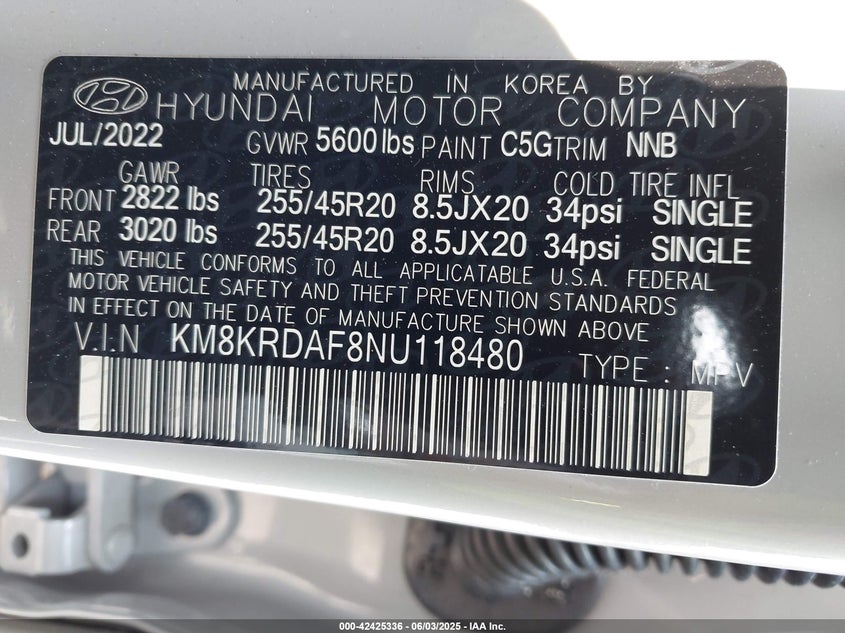 MANUFACTURED IN KOREA BY
HYUNDAI MOTOR COMPANY
JUL/2022 GVWR 5600 lbs PAINT C5G TRIM NNB
GAWR TIRES RIMS COLD TIRE INFL
FRONT 2822 lbs 255/45R20 8.5JX20 34psi SINGLE
REAR 3020 lbs 255/45R20 8.5JX20 34psi SINGLE
THIS VEHICLE CONFORMS TO ALL APPLICATABLE U.S.A. FEDERAL
MOTOR VEHICLE SAFETY AND THEFT PREVENTION STANDARDS
IN EFFECT ON THE DATE OF MANUFACTURE SHOWN ABOVE
V.I.N KM8KRDAF8NU118480 TYPE : MPV
000-42425336 - 06/03/2025 - IAA Inc.